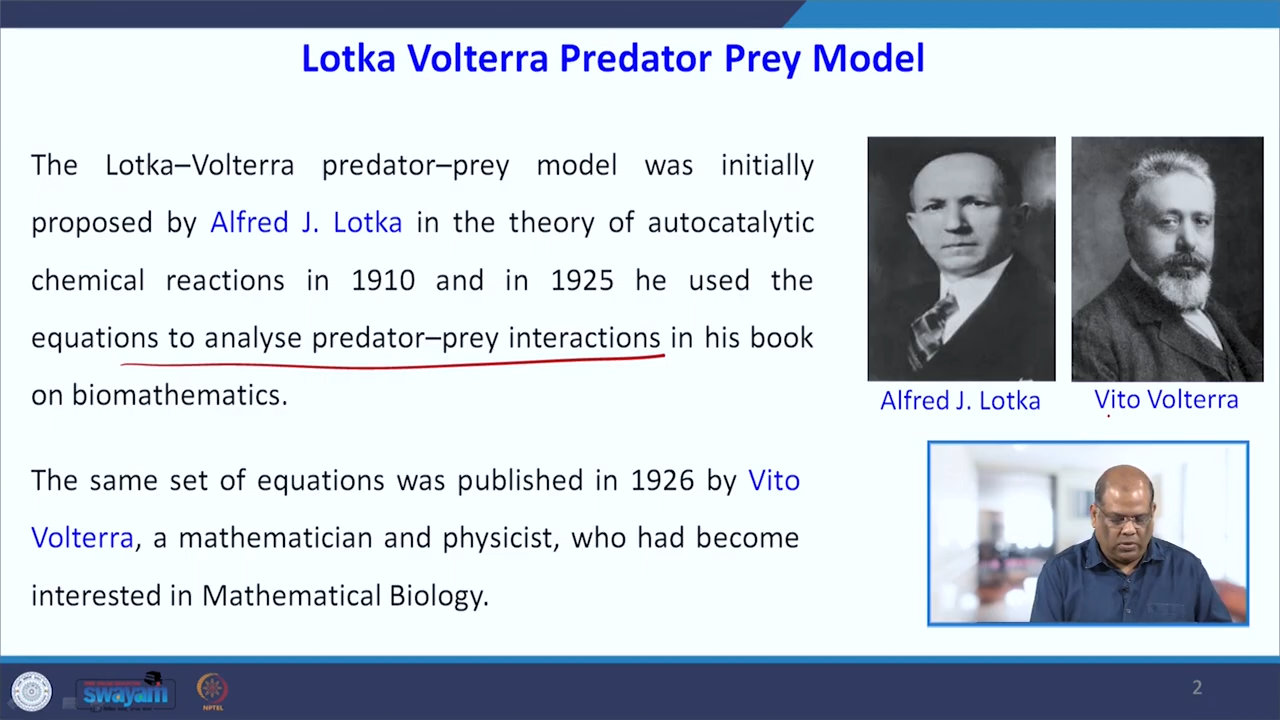 Lotka Volterra Predator Prey Model
The Lotka–Volterra predator–prey model was initially
proposed by Alfred J. Lotka in the theory of autocatalytic
chemical reactions in 1910 and in 1925 he used the
equations to analyse predator–prey interactions in his book
on biomathematics.
Alfred J. Lotka
Vito Volterra
The same set of equations was published in 1926 by Vito
Volterra, a mathematician and physicist, who had become
interested in Mathematical Biology.
swayam
NPTEL
2